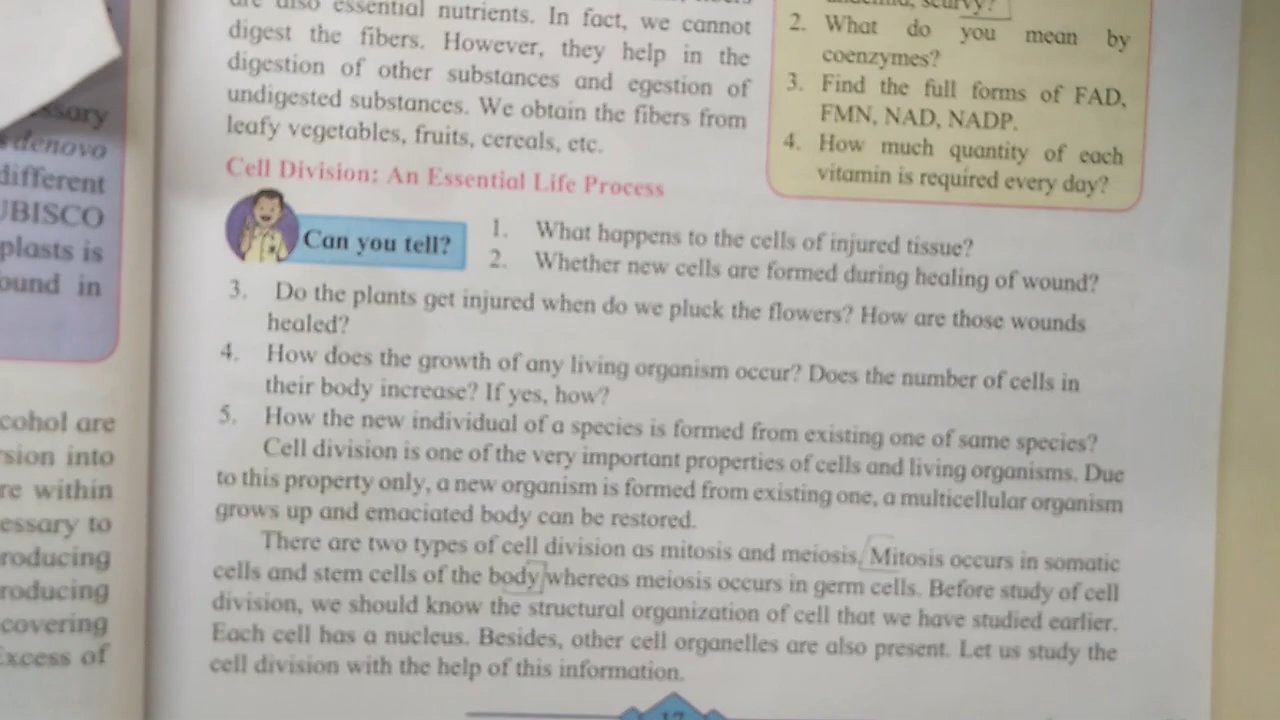 are also essential nutrients. In fact, we cannot
digest the fibers. However, they help in the
digestion of other substances and egestion of
undigested substances. We obtain the fibers from
leafy vegetables, fruits, cereals, etc.
scurvy?
2. What do you mean by
coenzymes?
3. Find the full forms of FAD,
FMN, NAD, NADP.
4. How much quantity of each
vitamin is required every day?
Cell Division: An Essential Life Process
Can you tell?
1. What happens to the cells of injured tissue?
2. Whether new cells are formed during healing of wound?
3. Do the plants get injured when do we pluck the flowers? How are those wounds
healed?
4. How does the growth of any living organism occur? Does the number of cells in
their body increase? If yes, how?
5. How the new individual of a species is formed from existing one of same species?
Cell division is one of the very important properties of cells and living organisms. Due
to this property only, a new organism is formed from existing one, a multicellular organism
grows up and emaciated body can be restored.
There are two types of cell division as mitosis and meiosis. Mitosis occurs in somatic
cells and stem cells of the body whereas meiosis occurs in germ cells. Before study of cell
division, we should know the structural organization of cell that we have studied earlier.
Each cell has a nucleus. Besides, other cell organelles are also present. Let us study the
cell division with the help of this information.
denovo
different
plasts is
in
cohol are
sion into
re within
essary to
roducing
roducing
covering
xcess of